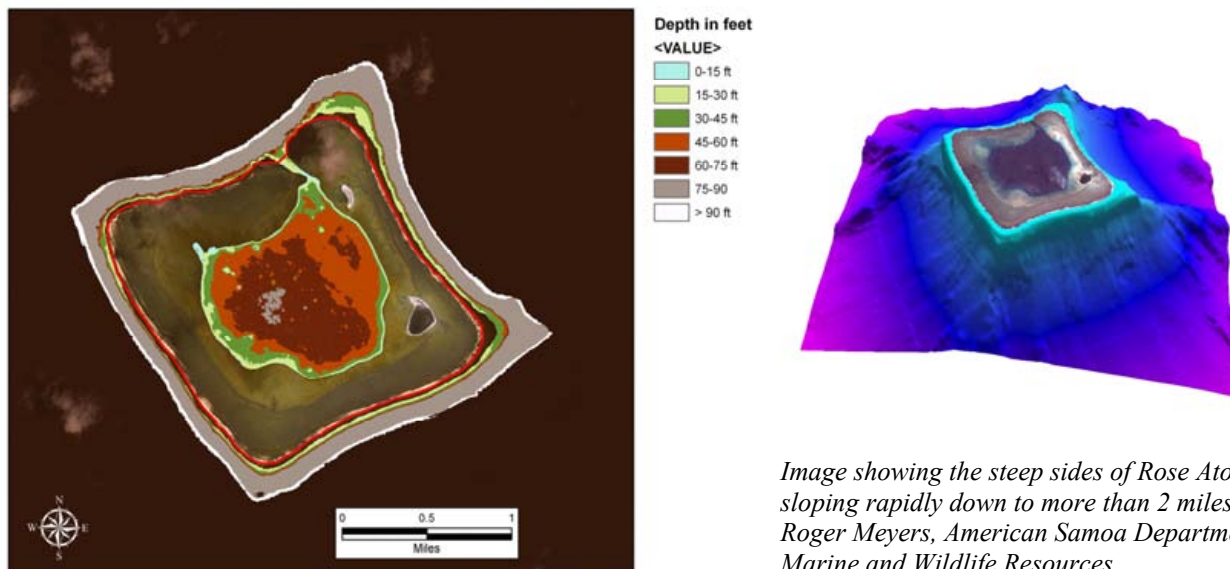 Depth in feet
<VALUE>
0-15 ft
15-30 ft
30-45 ft
45-60 ft
60-75 ft
75-90
> 90 ft
N
W E
S
0 0.5 1
Miles
Image showing the steep sides of Rose Ato
sloping rapidly down to more than 2 miles
Roger Meyers, American Samoa Departme
Marine and Wildlife Resources